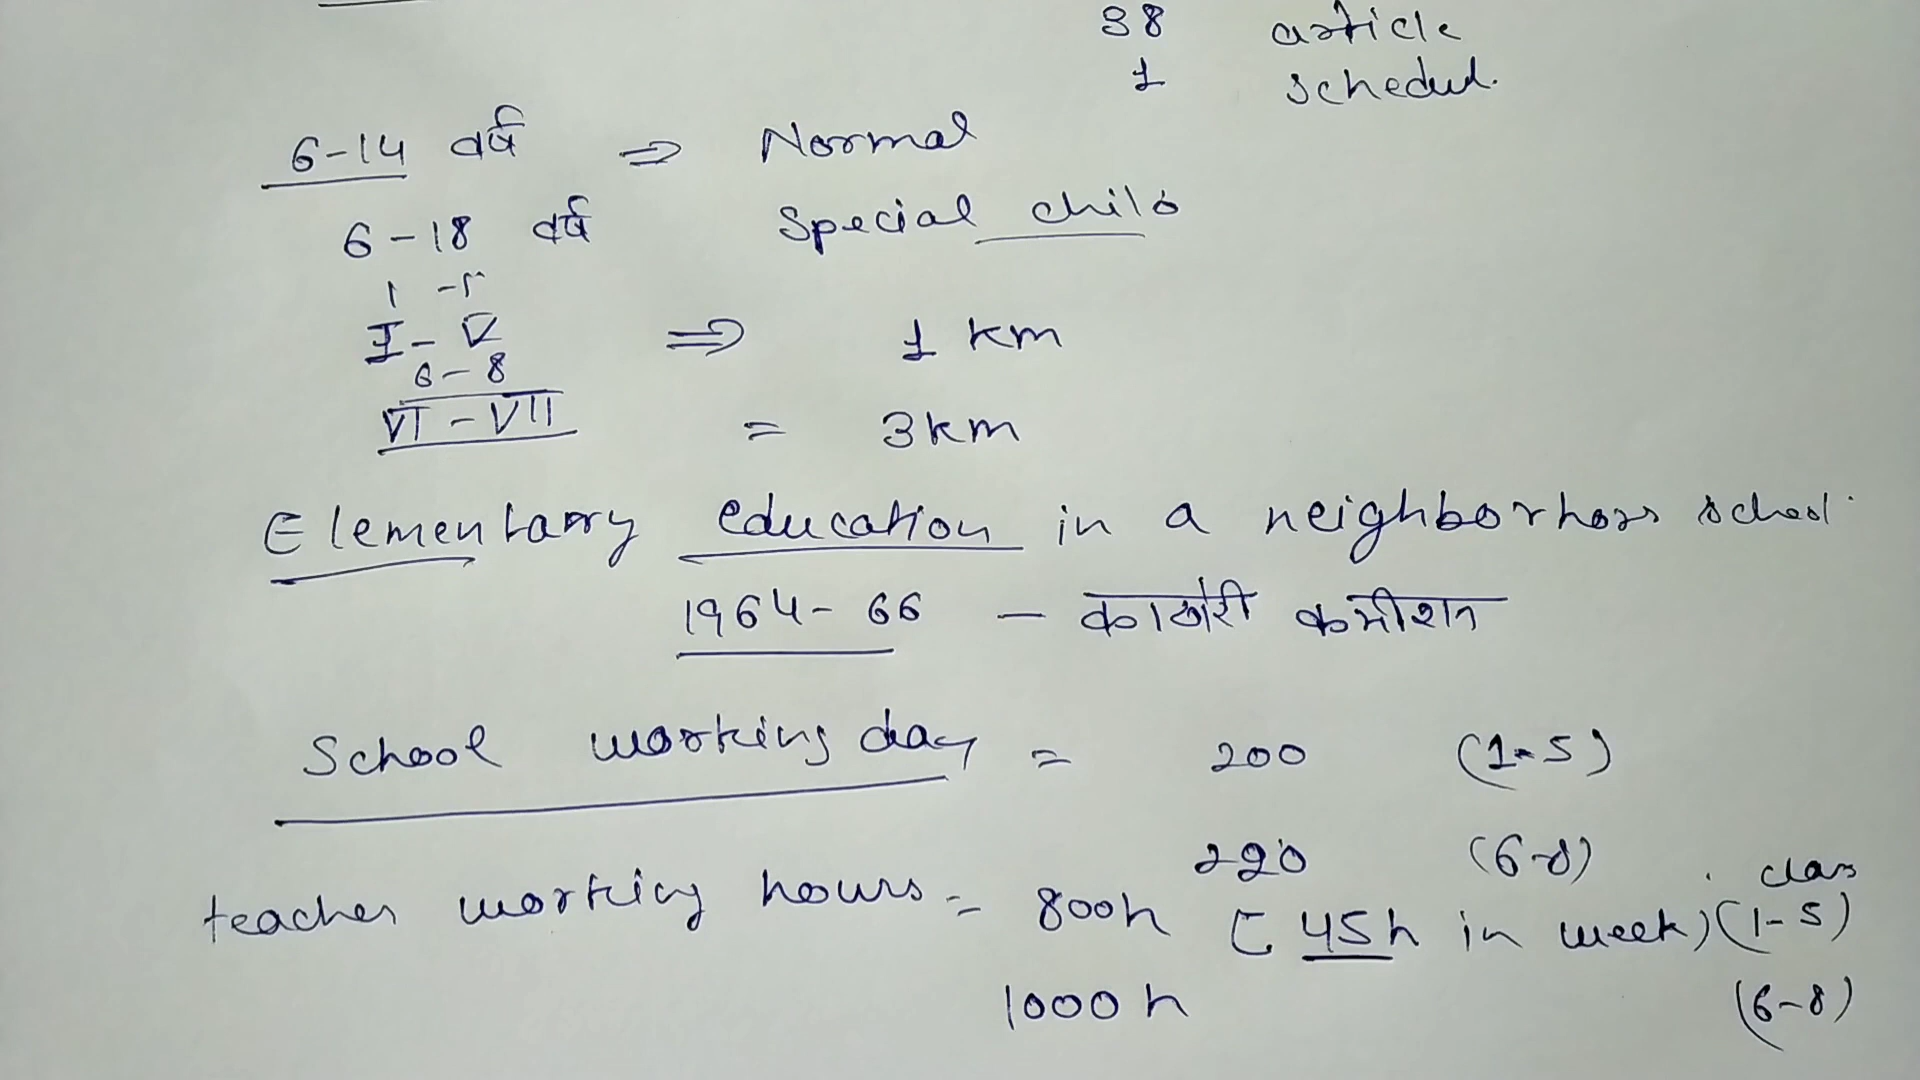 38 article
1 schedul.
6-14 वर्ष ⇒ Normal
6-18 वर्ष Special child
1 -5
I - V ⇒ 1 km
6-8
VI - VII = 3km
Elementary education in a neighborhood school
1964-66 - कोठारी कमीशन
School working day = 200 (1-5)
220 (6-8)
teacher working hours = 800h [45h in week) class (1-5)
1000h (6-8)